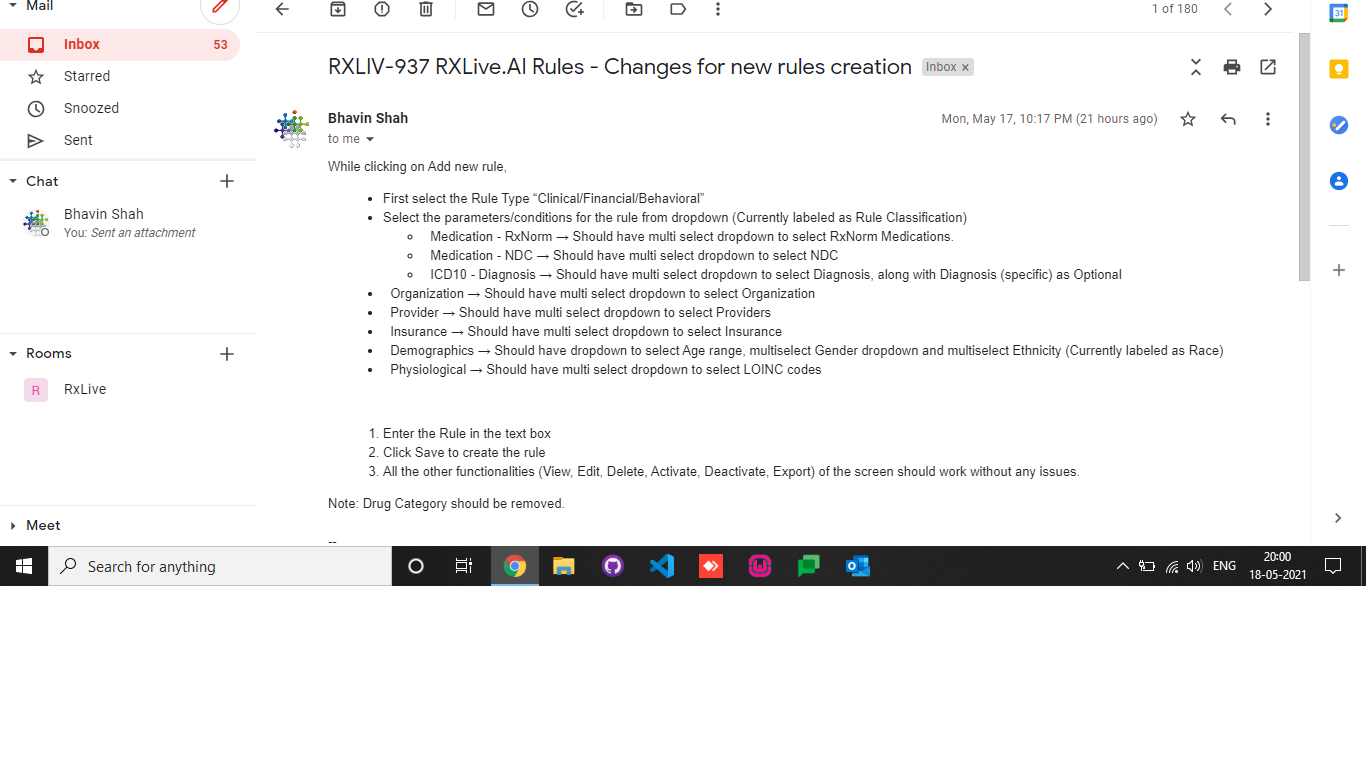 Mail
1 of 180
31
Inbox 53
Starred
Snoozed
Sent
Chat
Bhavin Shah
You: Sent an attachment
Rooms
R RxLive
Meet
RXLIV-937 RXLive.AI Rules - Changes for new rules creation Inbox ×
Bhavin Shah Mon, May 17, 10:17 PM (21 hours ago)
to me
While clicking on Add new rule,
• First select the Rule Type “Clinical/Financial/Behavioral”
• Select the parameters/conditions for the rule from dropdown (Currently labeled as Rule Classification)
○ Medication - RxNorm → Should have multi select dropdown to select RxNorm Medications.
○ Medication - NDC → Should have multi select dropdown to select NDC
○ ICD10 - Diagnosis → Should have multi select dropdown to select Diagnosis, along with Diagnosis (specific) as Optional
• Organization → Should have multi select dropdown to select Organization
• Provider → Should have multi select dropdown to select Providers
• Insurance → Should have multi select dropdown to select Insurance
• Demographics → Should have dropdown to select Age range, multiselect Gender dropdown and multiselect Ethnicity (Currently labeled as Race)
• Physiological → Should have multi select dropdown to select LOINC codes
1. Enter the Rule in the text box
2. Click Save to create the rule
3. All the other functionalities (View, Edit, Delete, Activate, Deactivate, Export) of the screen should work without any issues.
Note: Drug Category should be removed.
--
Search for anything
ENG
20:00
18-05-2021